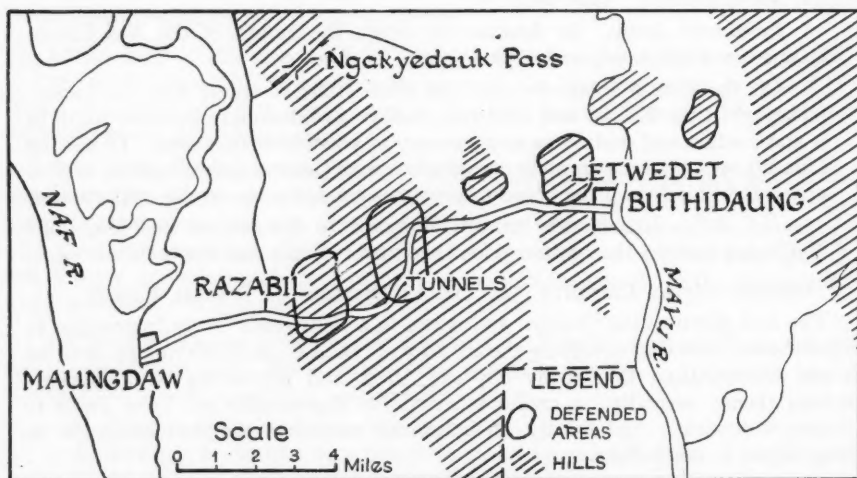 Ngakyedauk Pass
LETWEDET
BUTHIDAUNG
NAF R.
RAZABIL
TUNNELS
MAYU R.
MAUNGDAW
LEGEND
DEFENDED
AREAS
HILLS
Scale
0 1 2 3 4
Miles